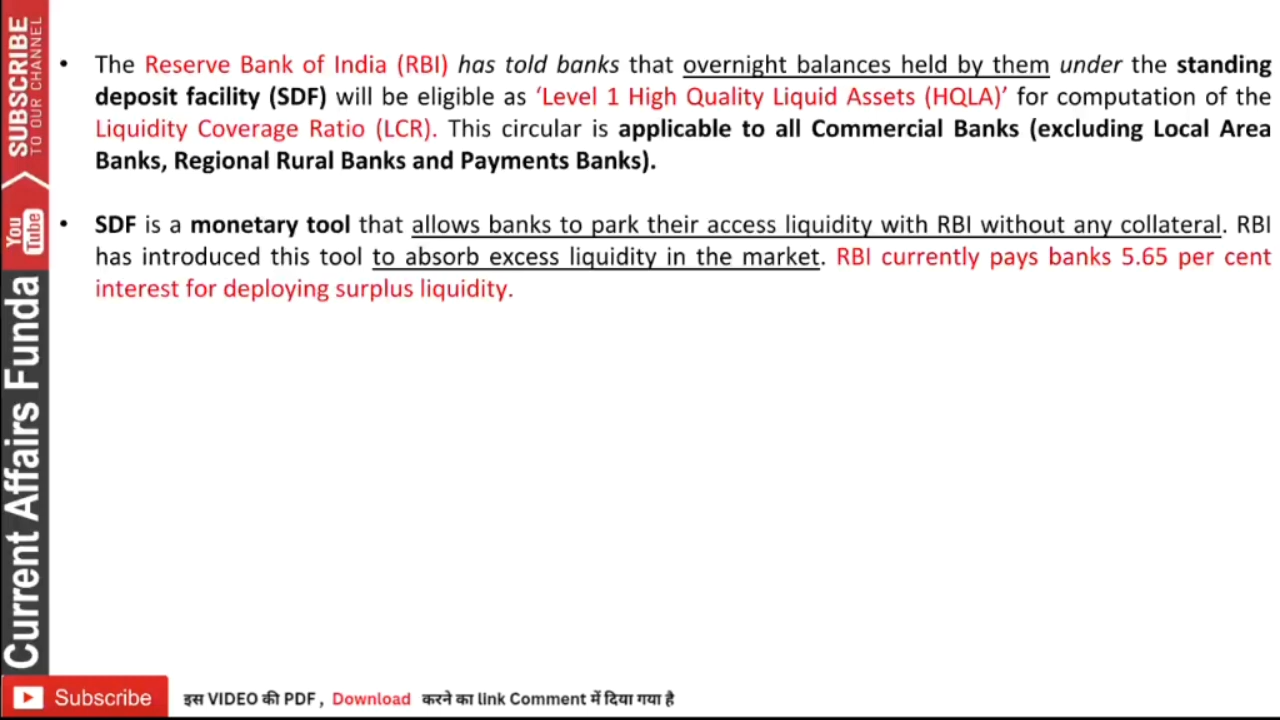 • The Reserve Bank of India (RBI) has told banks that overnight balances held by them under the standing
deposit facility (SDF) will be eligible as ‘Level 1 High Quality Liquid Assets (HQLA)’ for computation of the
Liquidity Coverage Ratio (LCR). This circular is applicable to all Commercial Banks (excluding Local Area
Banks, Regional Rural Banks and Payments Banks).
• SDF is a monetary tool that allows banks to park their access liquidity with RBI without any collateral. RBI
has introduced this tool to absorb excess liquidity in the market. RBI currently pays banks 5.65 per cent
interest for deploying surplus liquidity.
SUBSCRIBE
TO OUR CHANNEL
You
Tube
Current Affairs Funda
Subscribe
इस VIDEO की PDF , Download करने का link Comment में दिया गया है